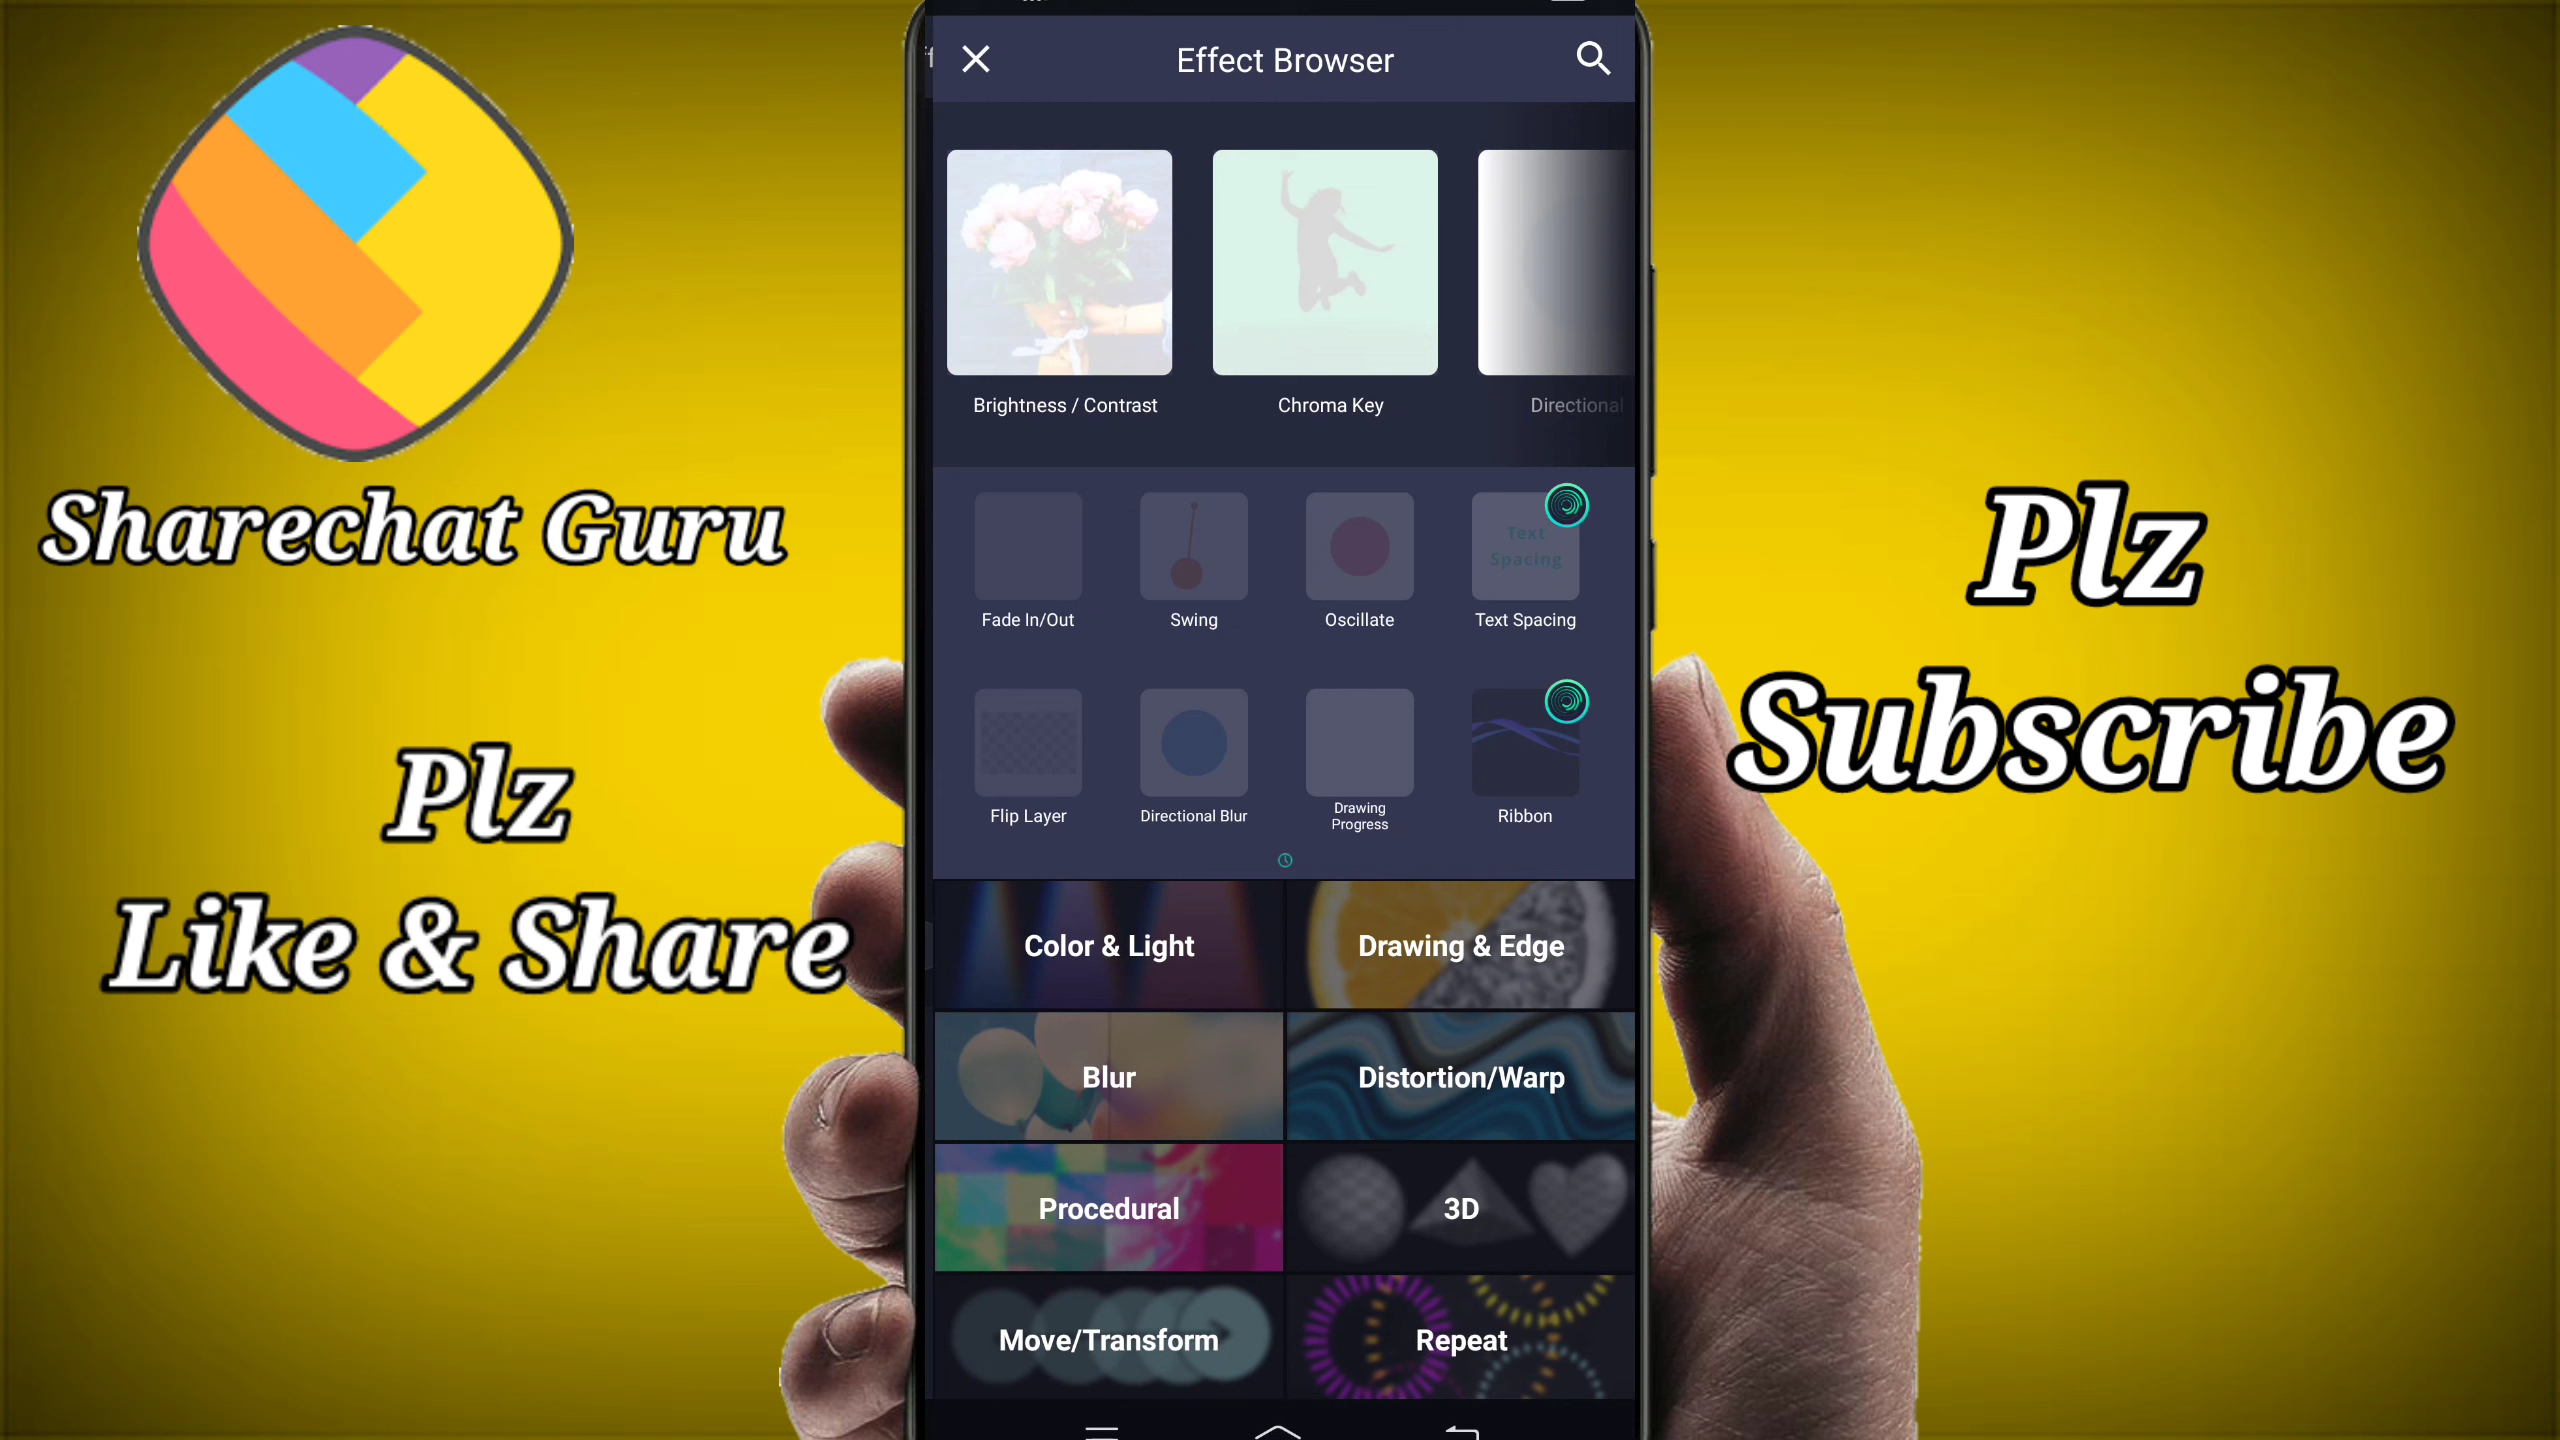 Effect Browser
Brightness / Contrast
Chroma Key
Directional
Fade In/Out
Swing
Oscillate
Text
Spacing
Text Spacing
Flip Layer
Directional Blur
Drawing
Progress
Ribbon
Color & Light
Drawing & Edge
Blur
Distortion/Warp
Procedural
3D
Move/Transform
Repeat
Sharechat Guru
Plz
Like & Share
Plz
Subscribe